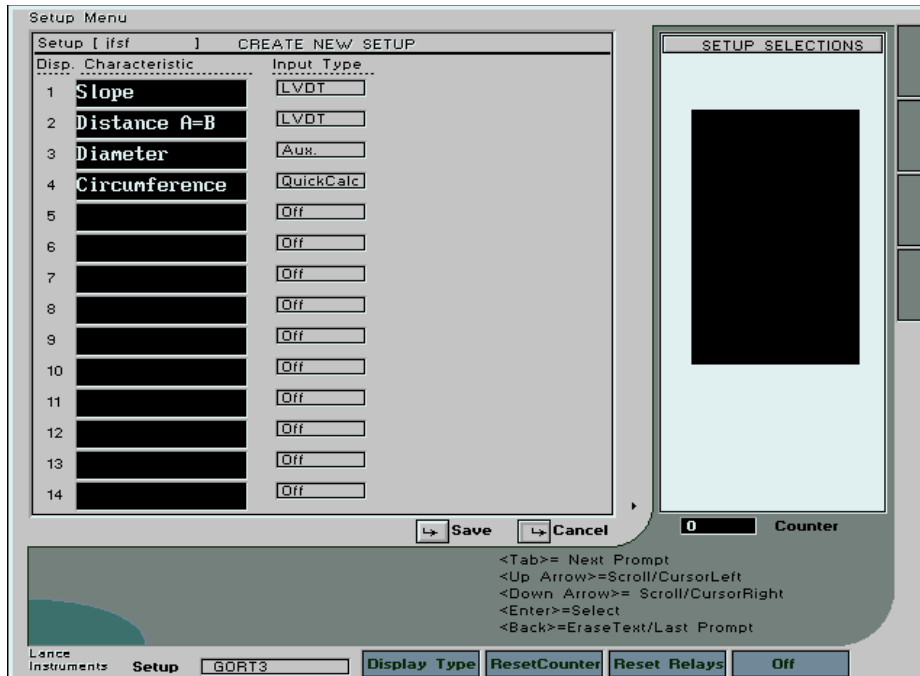 Setup Menu
Setup [ ifsf ] CREATE NEW SETUP
Disp. Characteristic Input Type
1 Slope LVDT
2 Distance A=B LVDT
3 Diameter Aux.
4 Circumference QuickCalc
5 Off
6 Off
7 Off
8 Off
9 Off
10 Off
11 Off
12 Off
13 Off
14 Off
Save Cancel
SETUP SELECTIONS
0 Counter
<Tab>= Next Prompt
<Up Arrow>=Scroll/CursorLeft
<Down Arrow>= Scroll/CursorRight
<Enter>=Select
<Back>=EraseText/Last Prompt
Lance
Instruments Setup GORT3 Display Type ResetCounter Reset Relays Off